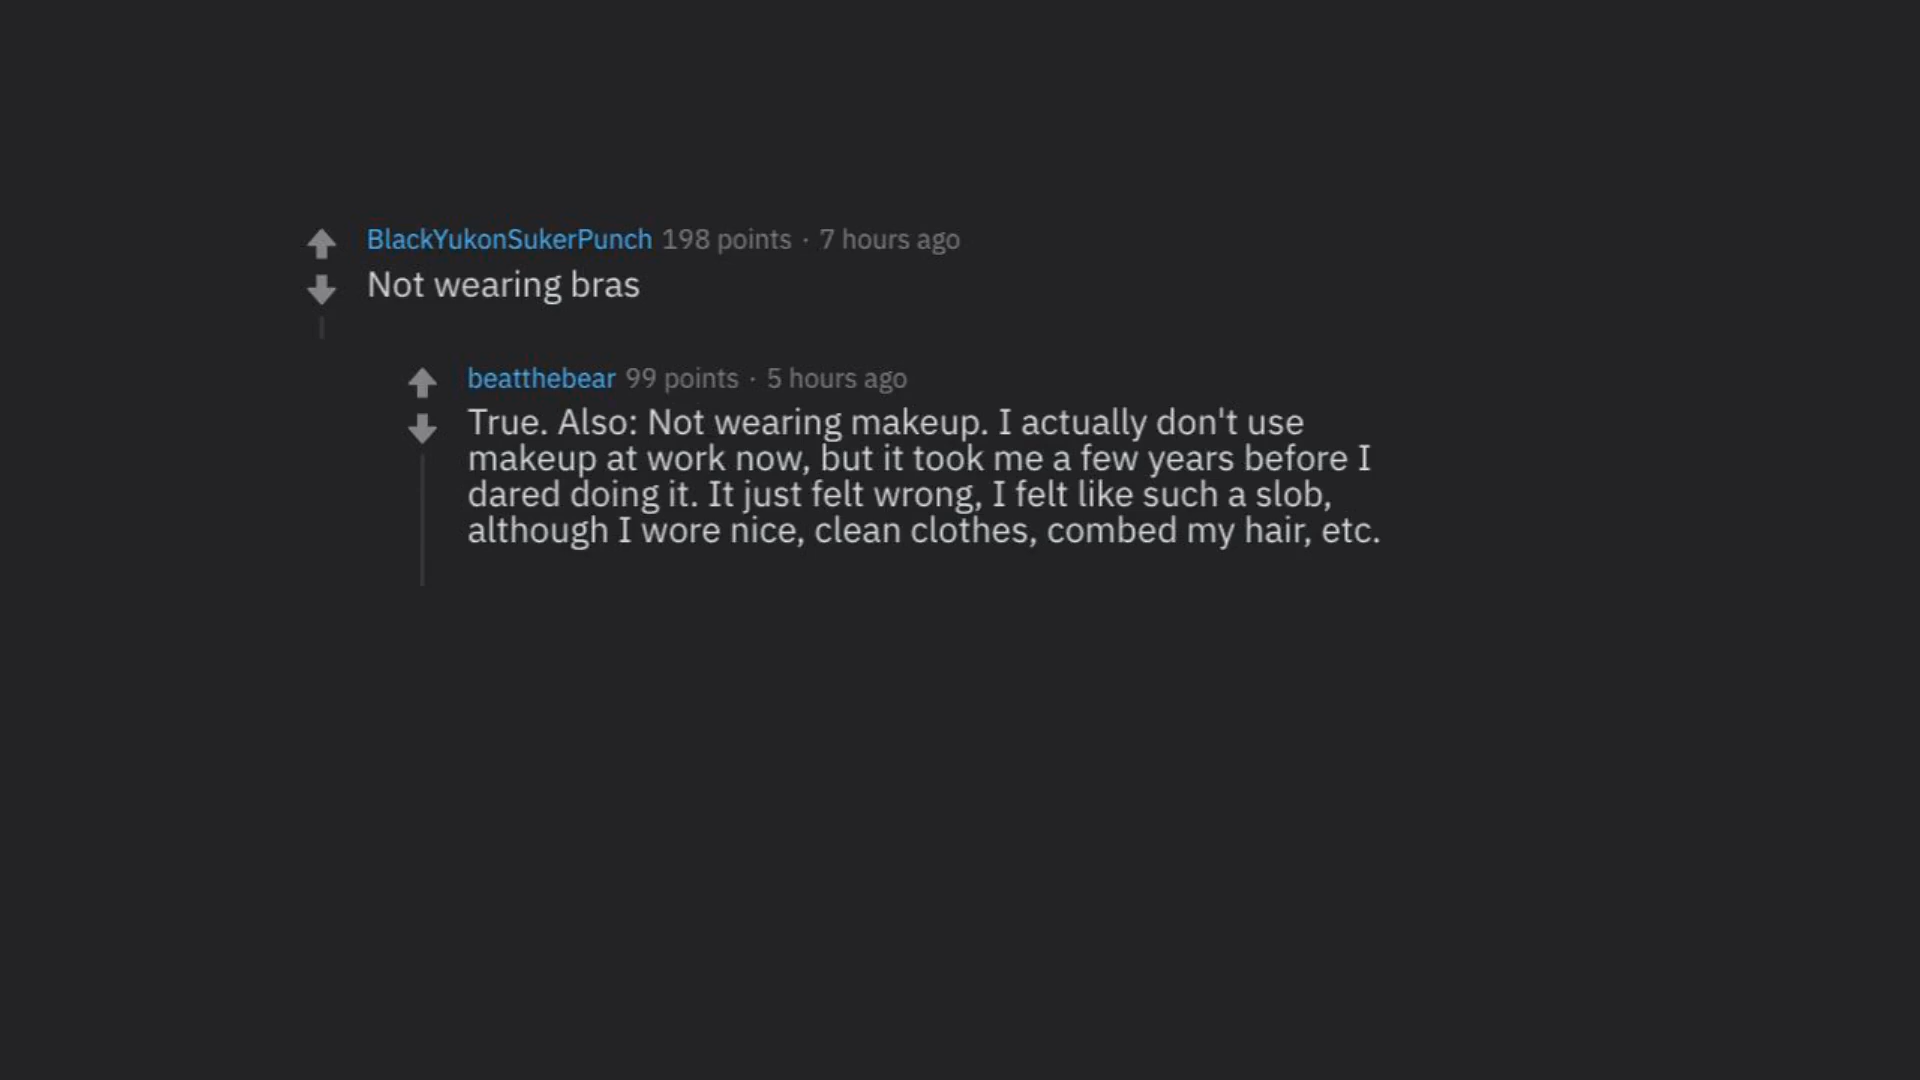 BlackYukonSukerPunch 198 points · 7 hours ago
Not wearing bras
beatthebear 99 points · 5 hours ago
True. Also: Not wearing makeup. I actually don't use
makeup at work now, but it took me a few years before I
dared doing it. It just felt wrong, I felt like such a slob,
although I wore nice, clean clothes, combed my hair, etc.